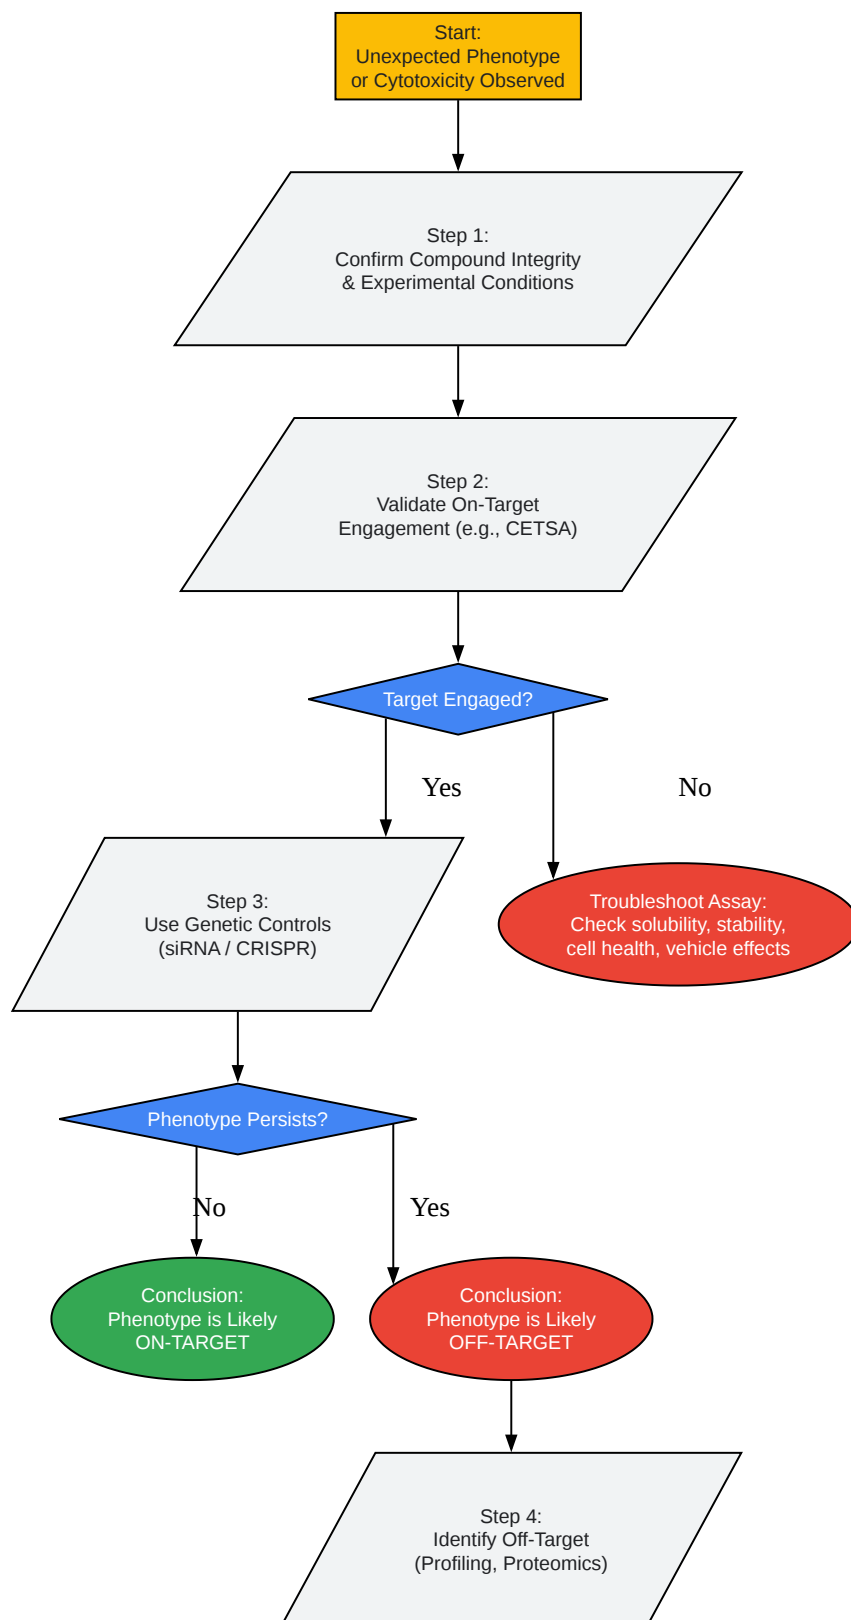 Start:
Unexpected Phenotype
or Cytotoxicity Observed
Step 1:
Confirm Compound Integrity
& Experimental Conditions
Step 2:
Validate On-Target
Engagement (e.g., CETSA)
Target Engaged?
Yes
No
Step 3:
Use Genetic Controls
(siRNA / CRISPR)
Troubleshoot Assay:
Check solubility, stability,
cell health, vehicle effects
Phenotype Persists?
No
Yes
Conclusion:
Phenotype is Likely
ON-TARGET
Conclusion:
Phenotype is Likely
OFF-TARGET
Step 4:
Identify Off-Target
(Profiling, Proteomics)